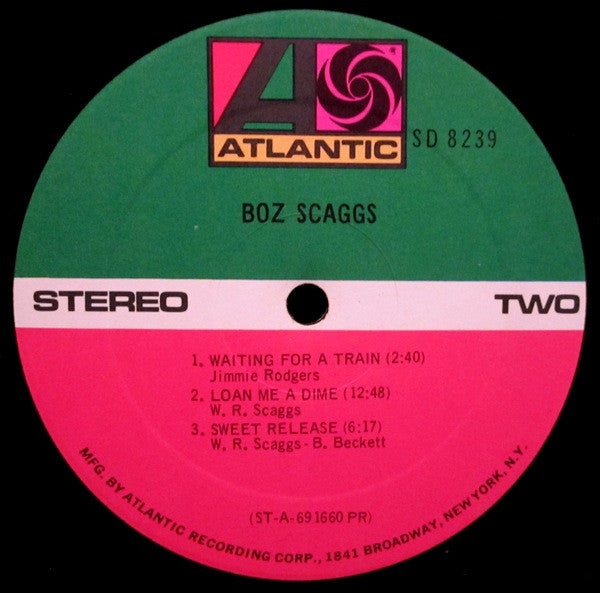 ATLANTIC
SD 8239
BOZ SCAGGS
STEREO
TWO
1. WAITING FOR A TRAIN (2:40)
Jimmie Rodgers
2. LOAN ME A DIME (12:48)
W. R. Scaggs
3. SWEET RELEASE (6:17)
W. R. Scaggs - B. Beckett
(ST-A-691660 PR)
MFG. BY ATLANTIC RECORDING CORP., 1841 BROADWAY, NEW YORK, N.Y.